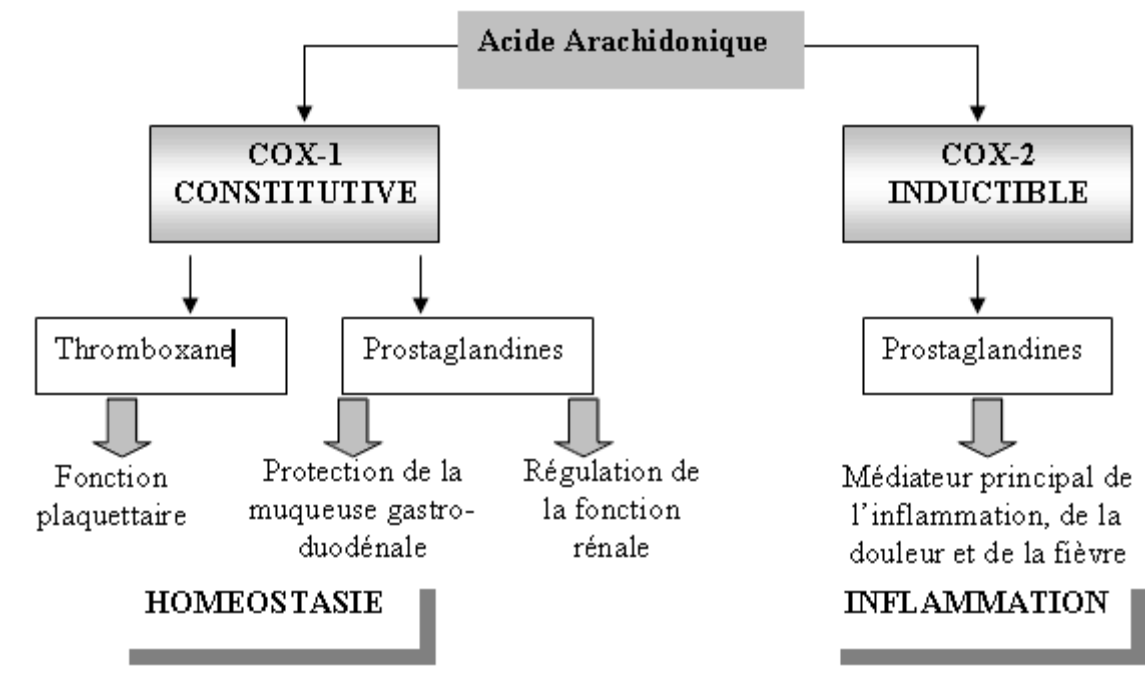 Acide Arachidonique
COX-1
CONSTITUTIVE
COX-2
INDUCTIBLE
Thromboxane
Prostaglandines
Prostaglandines
Fonction
plaquettaire
Protection de la
muqueuse gastro-
duodénale
Régulation de
la fonction
rénale
Médiateur principal de
l'inflammation, de la
douleur et de la fièvre
HOMEOSTASIE
INFLAMMATION